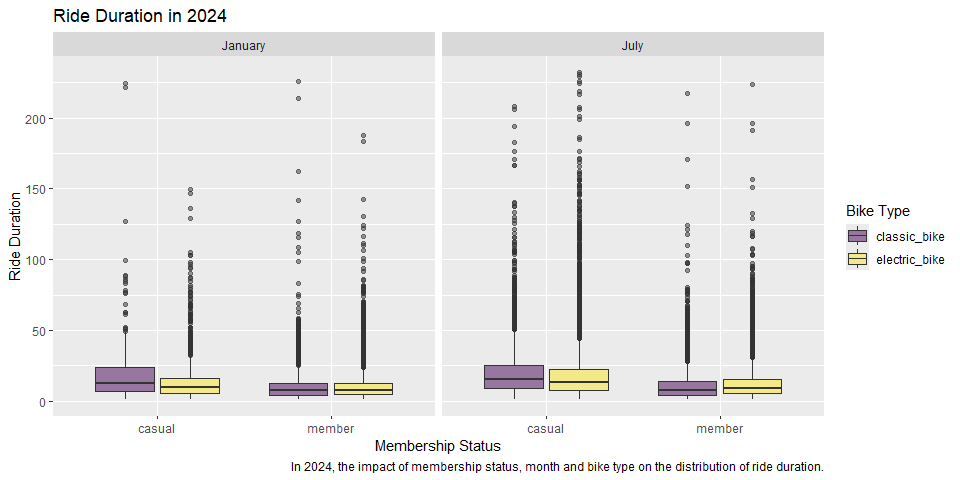 Ride Duration in 2024
January
July
Ride Duration
200
150
100
50
0
casual
member
casual
member
Membership Status
In 2024, the impact of membership status, month and bike type on the distribution of ride duration.
Bike Type
classic_bike
electric_bike